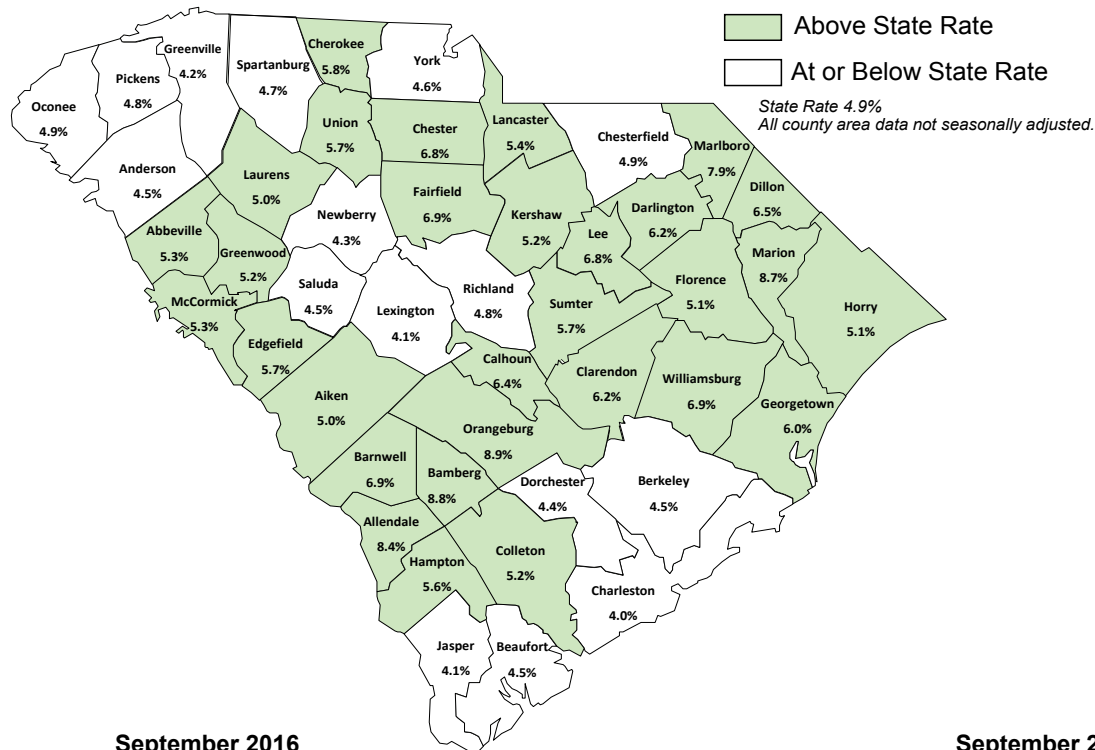 Above State Rate
At or Below State Rate
State Rate 4.9%
All county area data not seasonally adjusted.
Cherokee
5.8%
York
4.6%
Greenville
4.2%
Spartanburg
4.7%
Pickens
4.8%
Oconee
4.9%
Anderson
4.5%
Union
5.7%
Chester
6.8%
Lancaster
5.4%
Chesterfield
4.9%
Marlboro
7.9%
Dillon
6.5%
Laurens
5.0%
Newberry
4.3%
Fairfield
6.9%
Kershaw
5.2%
Darlington
6.2%
Lee
6.8%
Marion
8.7%
Abbeville
5.3%
Greenwood
5.2%
Saluda
4.5%
Richland
4.8%
Florence
5.1%
Horry
5.1%
McCormick
5.3%
Lexington
4.1%
Sumter
5.7%
Edgefield
5.7%
Calhoun
6.4%
Clarendon
6.2%
Williamsburg
6.9%
Georgetown
6.0%
Aiken
5.0%
Orangeburg
8.9%
Barnwell
6.9%
Bamberg
8.8%
Dorchester
4.4%
Berkeley
4.5%
Allendale
8.4%
Hampton
5.6%
Colleton
5.2%
Charleston
4.0%
Jasper
4.1%
Beaufort
4.5%
September 2016
September 2